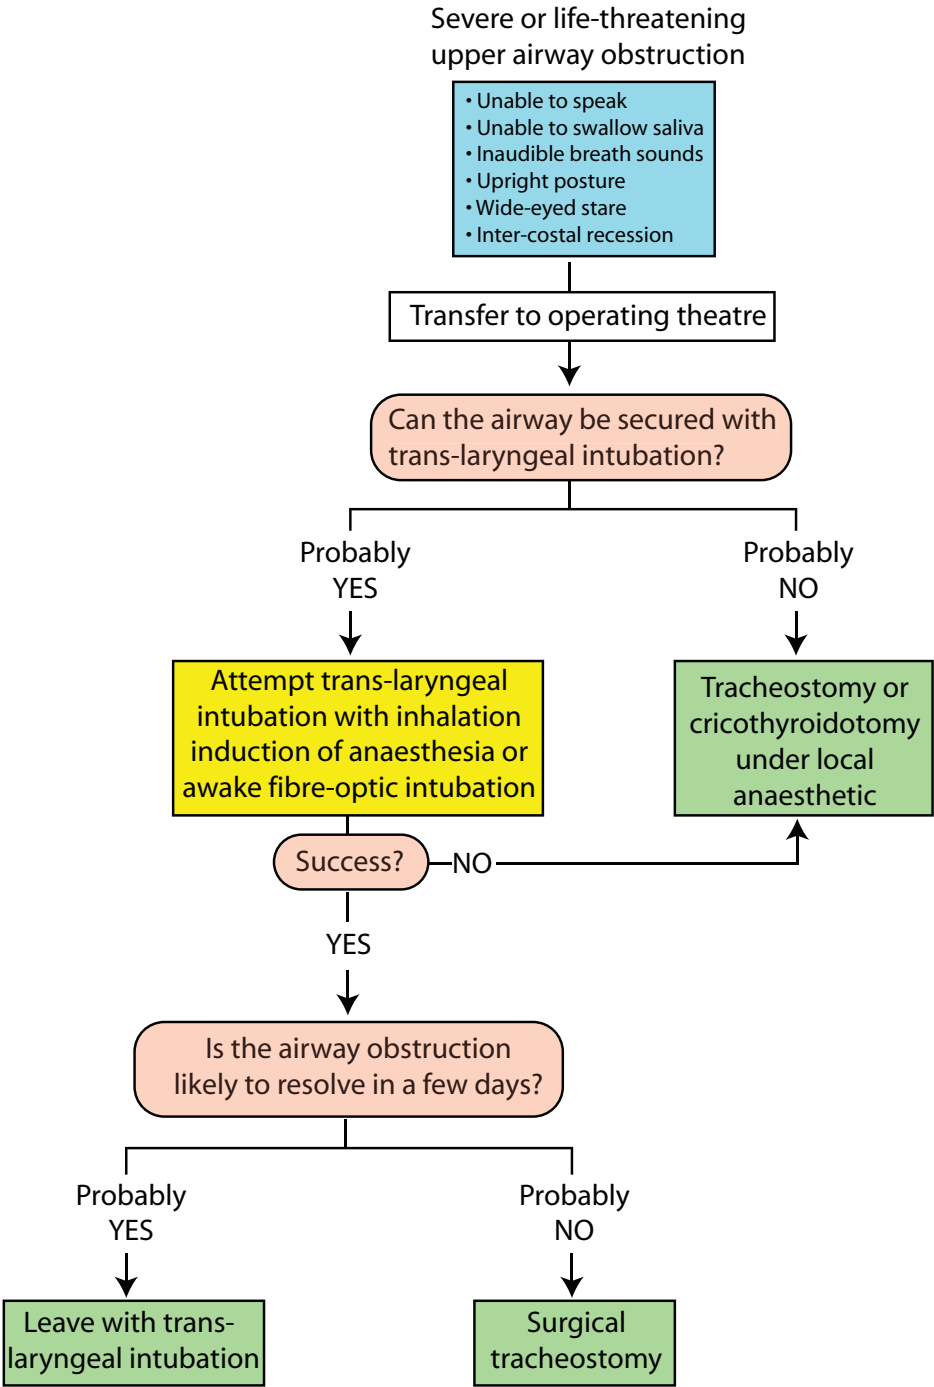 Severe or life-threatening
upper airway obstruction
• Unable to speak
• Unable to swallow saliva
• Inaudible breath sounds
• Upright posture
• Wide-eyed stare
• Inter-costal recession
Transfer to operating theatre
Can the airway be secured with
trans-laryngeal intubation?
Probably
YES
Probably
NO
Attempt trans-laryngeal
intubation with inhalation
induction of anaesthesia or
awake fibre-optic intubation
Tracheostomy or
cricothyroidotomy
under local
anaesthetic
Success?
NO
YES
Is the airway obstruction
likely to resolve in a few days?
Probably
YES
Probably
NO
Leave with trans-
laryngeal intubation
Surgical
tracheostomy